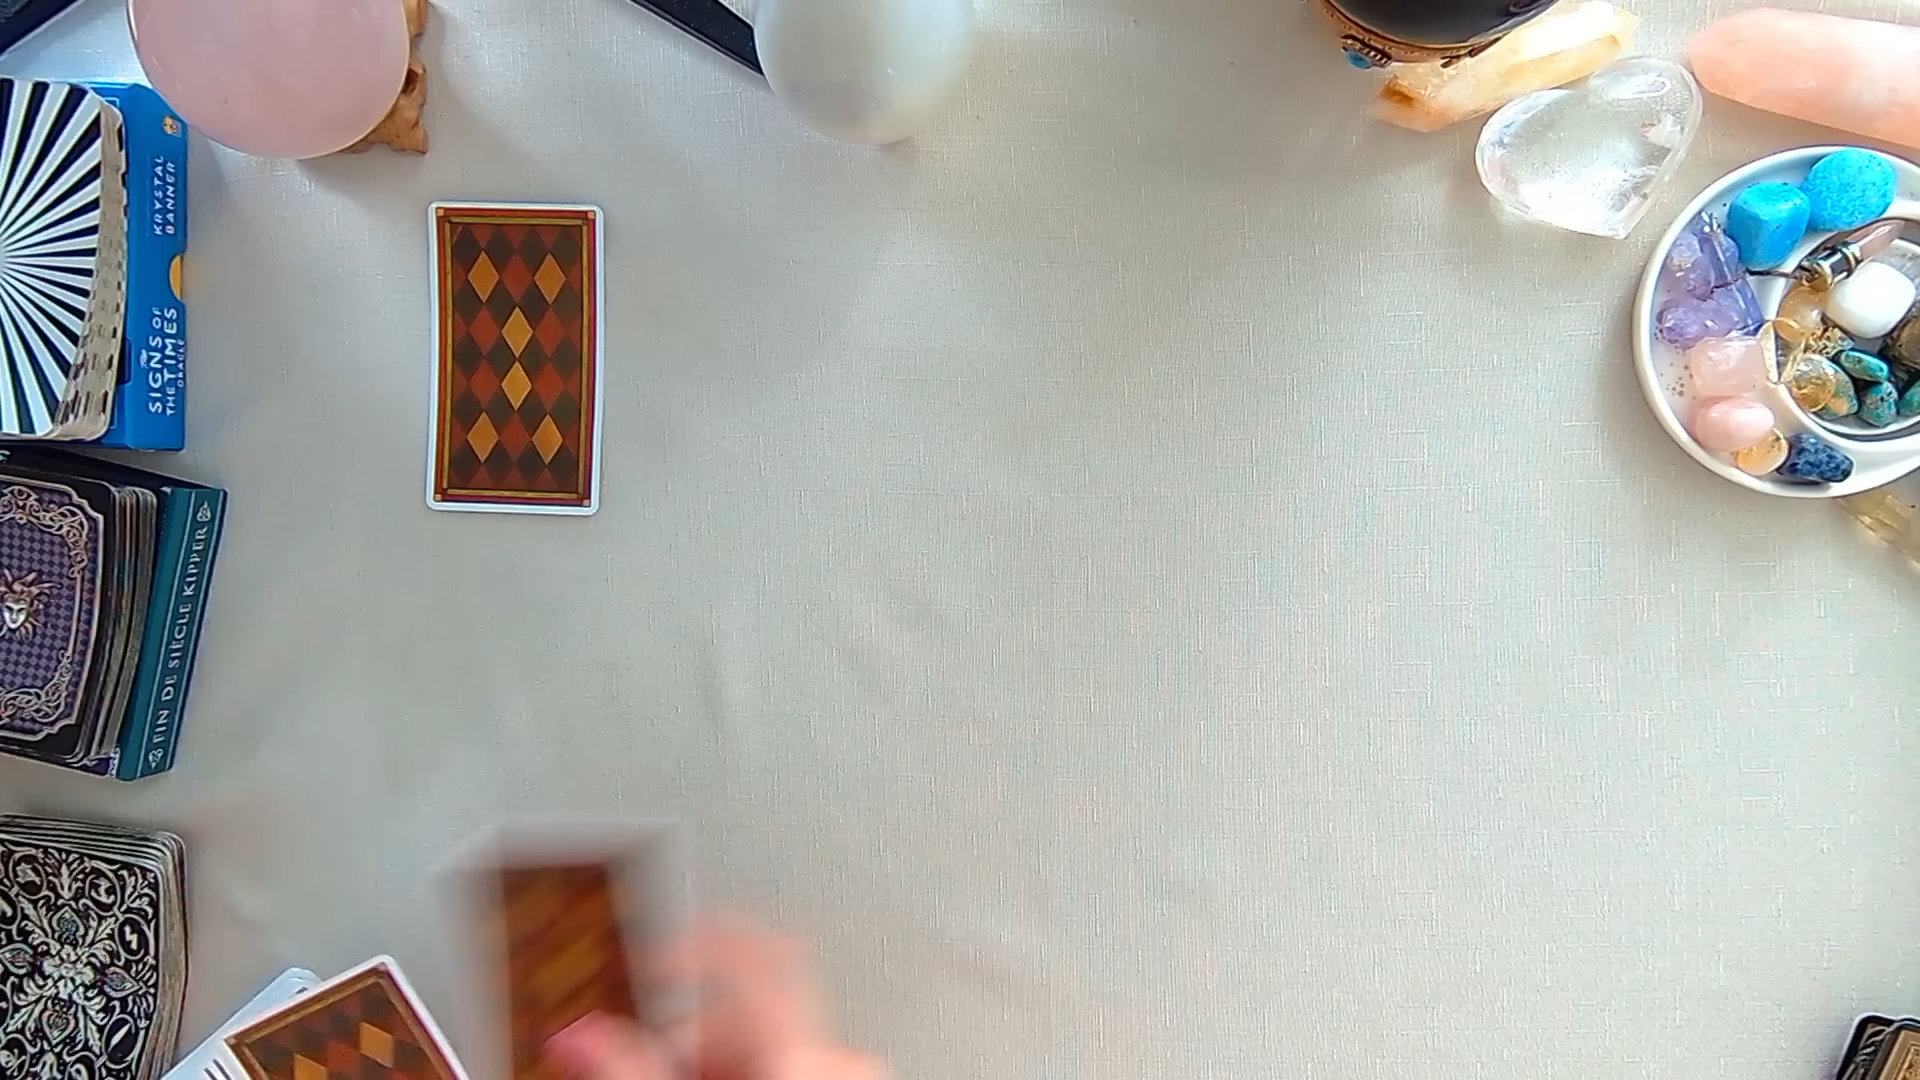 KRYSTAL
BANNER
SIGNS OF
THE TIMES
ORACLE
FIN DE SIÈCLE KIPPER